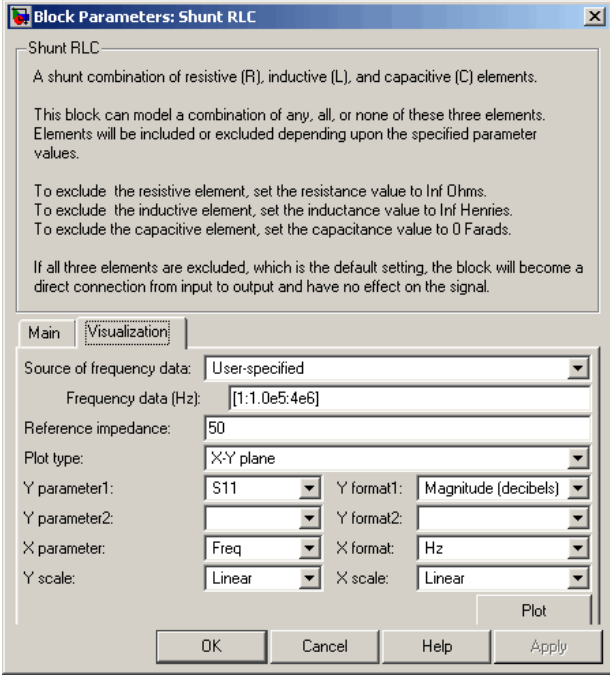 Block Parameters: Shunt RLC
Shunt RLC
A shunt combination of resistive (R), inductive (L), and capacitive (C) elements.
This block can model a combination of any, all, or none of these three elements.
Elements will be included or excluded depending upon the specified parameter
values.
To exclude  the resistive element, set the resistance value to Inf Ohms.
To exclude the inductive element, set the inductance value to Inf Henries.
To exclude the capacitive element, set the capacitance value to 0 Farads.
If all three elements are excluded, which is the default setting, the block will become a
direct connection from input to output and have no effect on the signal.
Main Visualization
Source of frequency data: User-specified
Frequency data (Hz): [1:1.0e5:4e6]
Reference impedance: 50
Plot type: X-Y plane
Y parameter1: S11 Y format1: Magnitude (decibels)
Y parameter2: Y format2:
X parameter: Freq X format: Hz
Y scale: Linear X scale: Linear
Plot
OK Cancel Help Apply